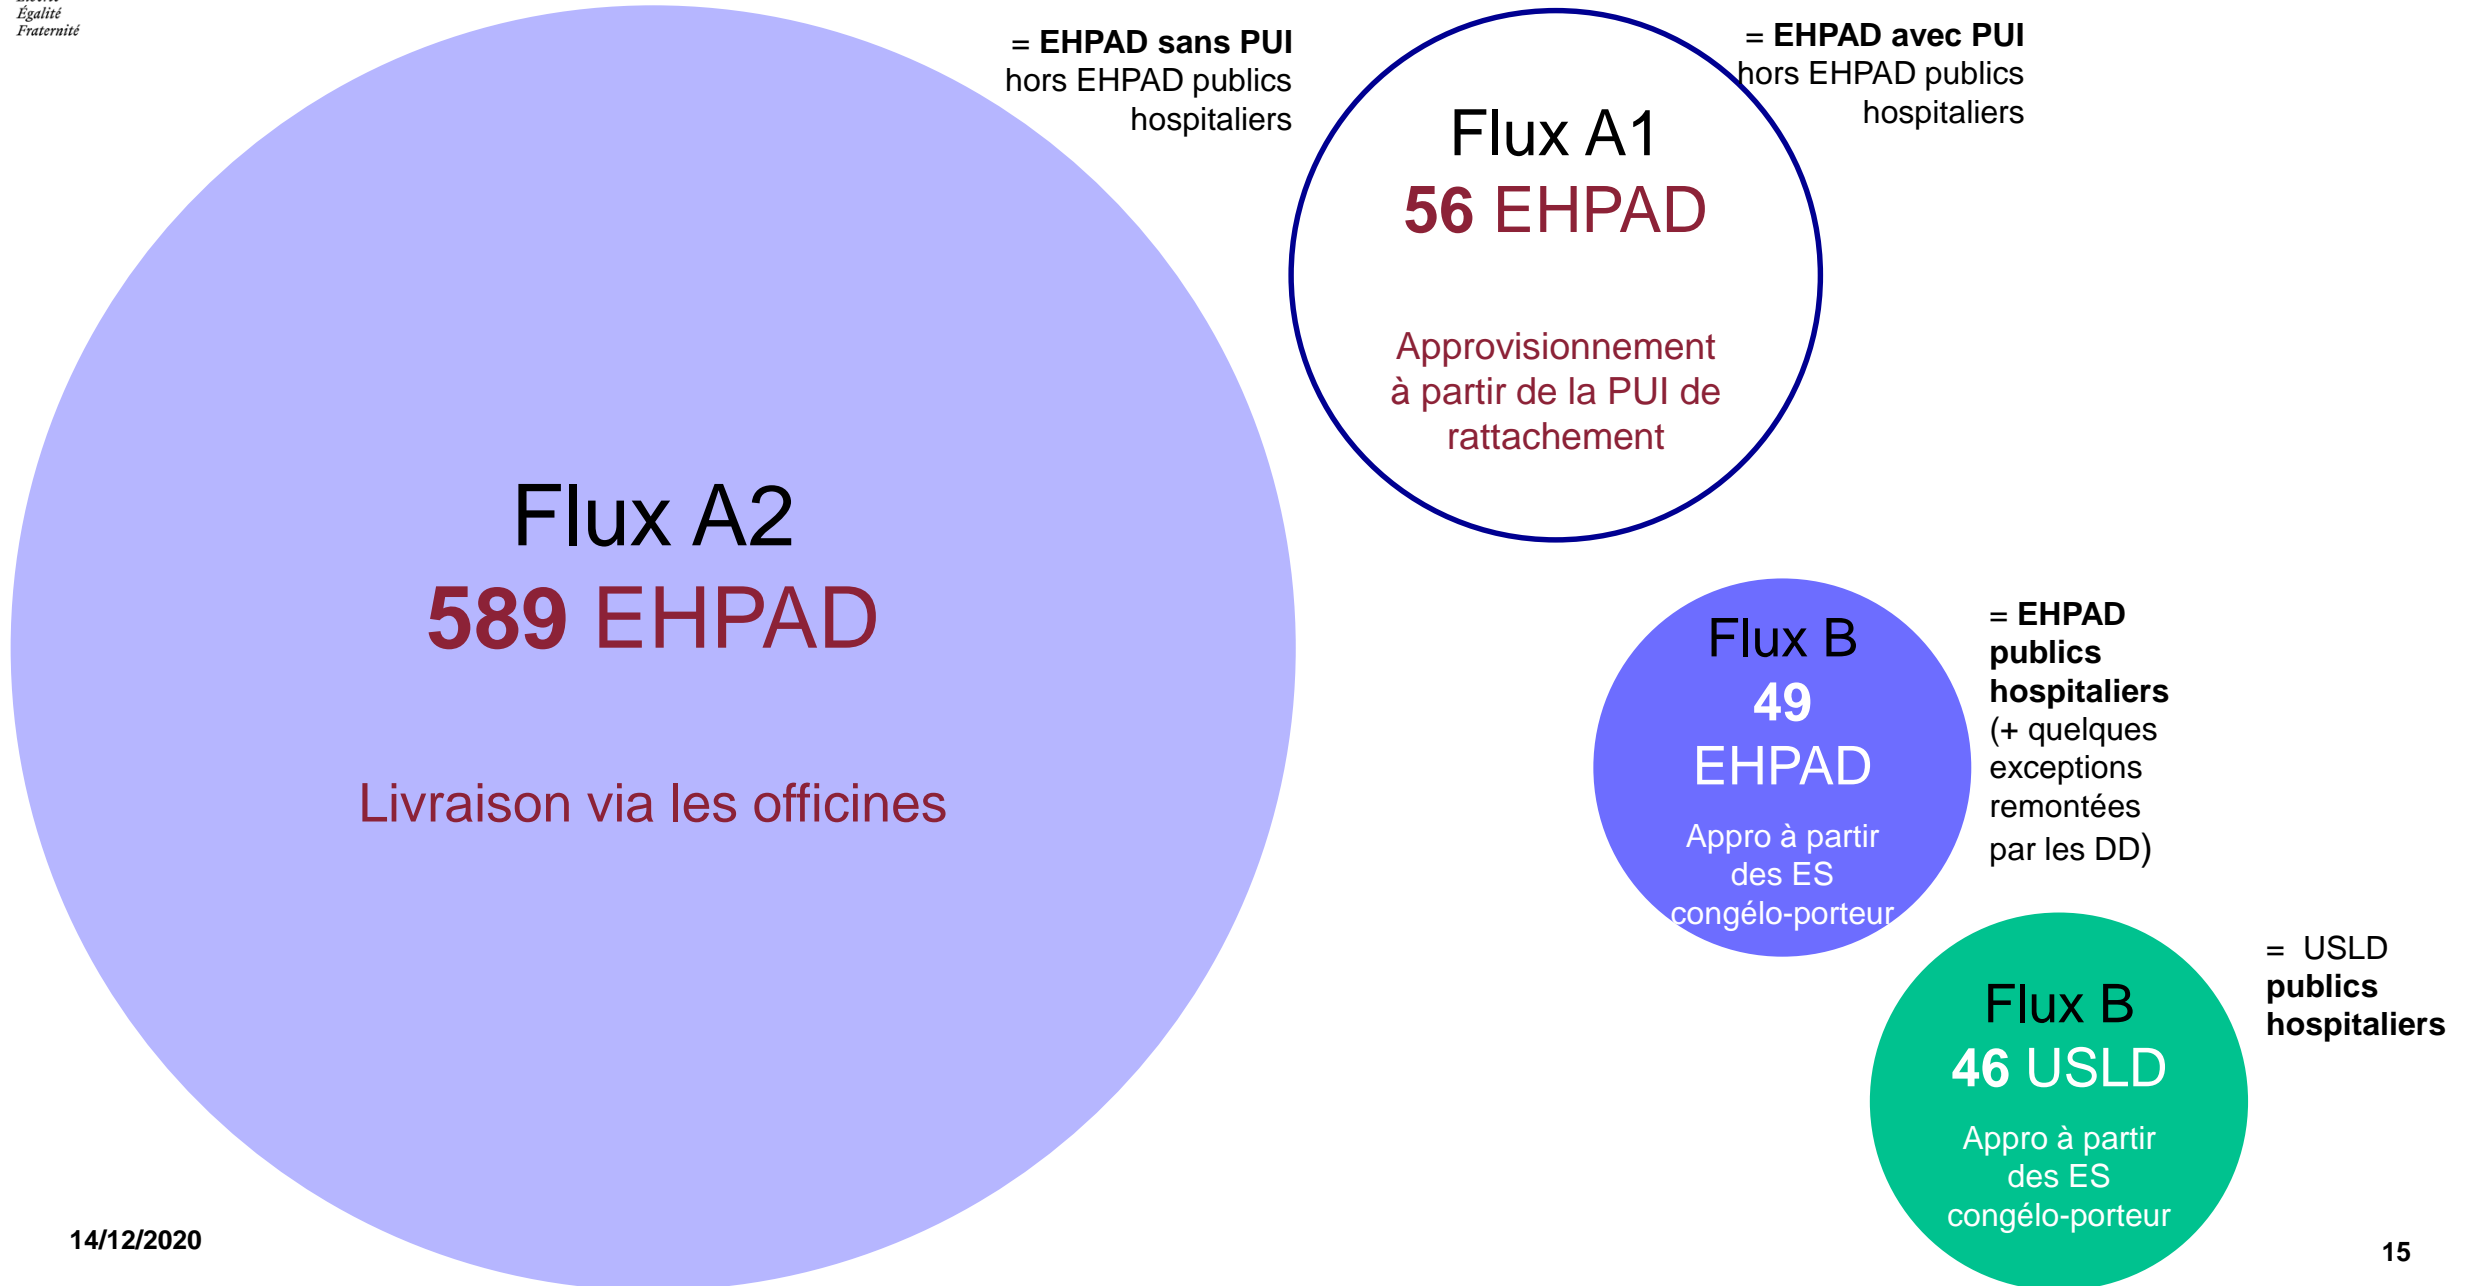 Égalité
Fraternité
= EHPAD sans PUI
hors EHPAD publics
hospitaliers
= EHPAD avec PUI
hors EHPAD publics
hospitaliers
Flux A1
56 EHPAD
Approvisionnement
à partir de la PUI de
rattachement
Flux A2
589 EHPAD
Livraison via les officines
Flux B
49
EHPAD
Appro à partir
des ES
congélo-porteur
= EHPAD
publics
hospitaliers
(+ quelques
exceptions
remontées
par les DD)
Flux B
46 USLD
Appro à partir
des ES
congélo-porteur
= USLD
publics
hospitaliers
14/12/2020
15